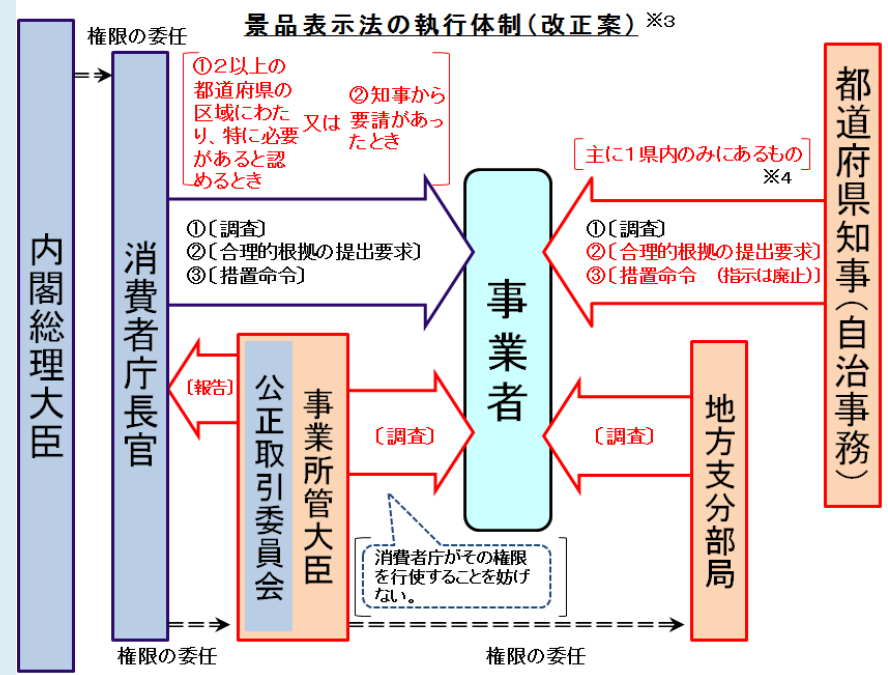 景品表示法の執行体制(改正案) ※3
権限の委任
①2以上の
都道府県の
区域にわた
り、特に必要
があると認
めるとき
又は
②知事から
要請があっ
たとき
[主に1県内のみにあるもの]
※4
内閣総理大臣
消費者庁長官
①〔調査〕
②〔合理的根拠の提出要求〕
③〔措置命令〕
事業者
①〔調査〕
②〔合理的根拠の提出要求〕
③〔措置命令 (指示は廃止)〕
都道府県知事(自治事務)
〔報告〕
公正取引委員会
事業所管大臣
〔調査〕
〔調査〕
地方支分部局
消費者庁がその権限
を行使することを妨げ
ない。
権限の委任
権限の委任